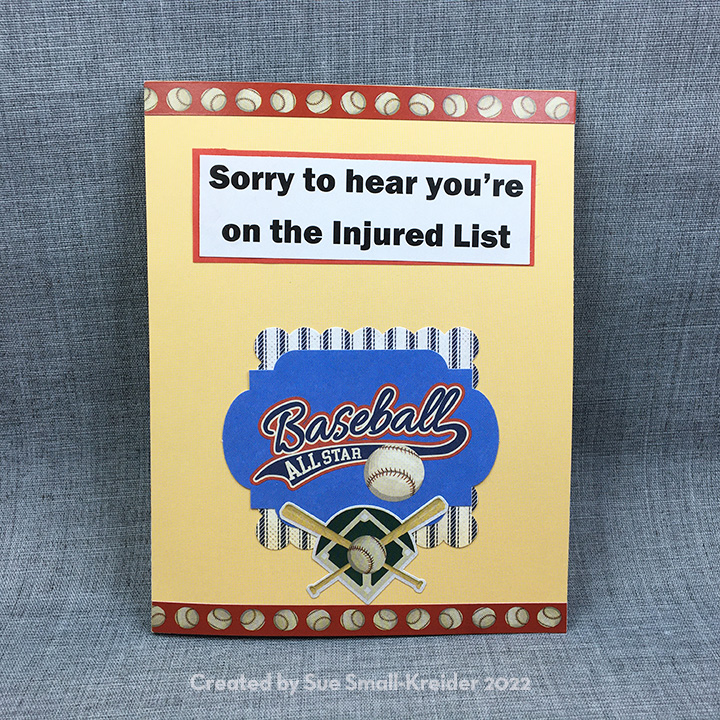 Sorry to hear you're
on the Injured List
Baseball
ALL STAR
Created by Sue Small-Kreider 2022